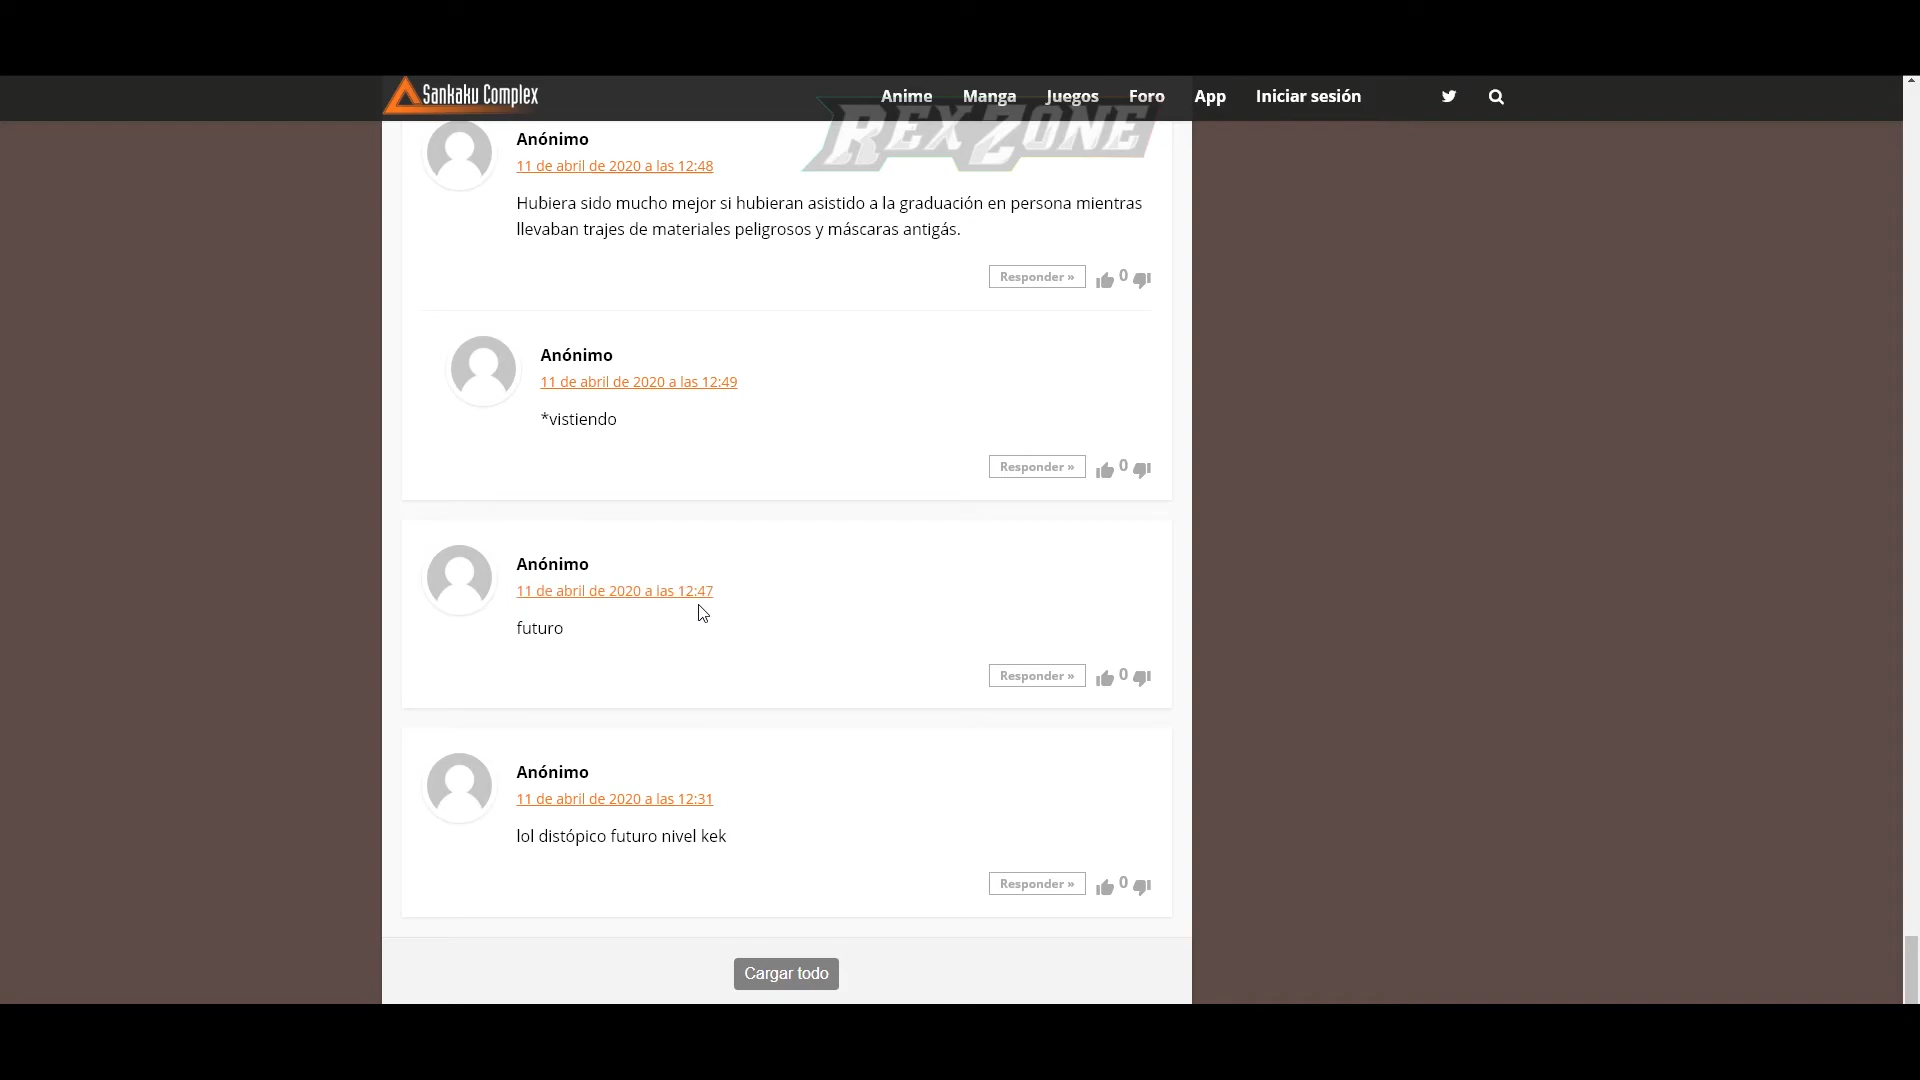 Sankaku Complex
Anime Manga Juegos Foro App Iniciar sesión
REX ZONE
Anónimo
11 de abril de 2020 a las 12:48
Hubiera sido mucho mejor si hubieran asistido a la graduación en persona mientras
llevaban trajes de materiales peligrosos y máscaras antigás.
Responder » 0
Anónimo
11 de abril de 2020 a las 12:49
*vistiendo
Responder » 0
Anónimo
11 de abril de 2020 a las 12:47
futuro
Responder » 0
Anónimo
11 de abril de 2020 a las 12:31
lol distópico futuro nivel kek
Responder » 0
Cargar todo